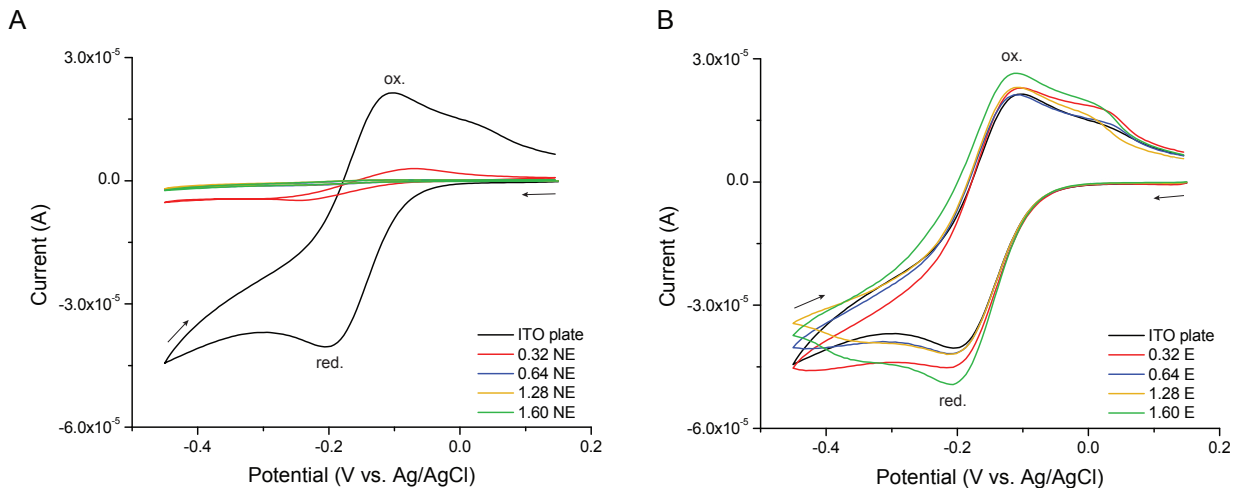 A
3.0x10-5
0.0
-3.0x10-5
-6.0x10-5
Current (A)
ox.
red.
ITO plate
0.32 NE
0.64 NE
1.28 NE
1.60 NE
-0.4
-0.2
0.0
0.2
Potential (V vs. Ag/AgCl)
B
3.0x10-5
0.0
-3.0x10-5
-6.0x10-5
Current (A)
ox.
red.
ITO plate
0.32 E
0.64 E
1.28 E
1.60 E
-0.4
-0.2
0.0
0.2
Potential (V vs. Ag/AgCl)